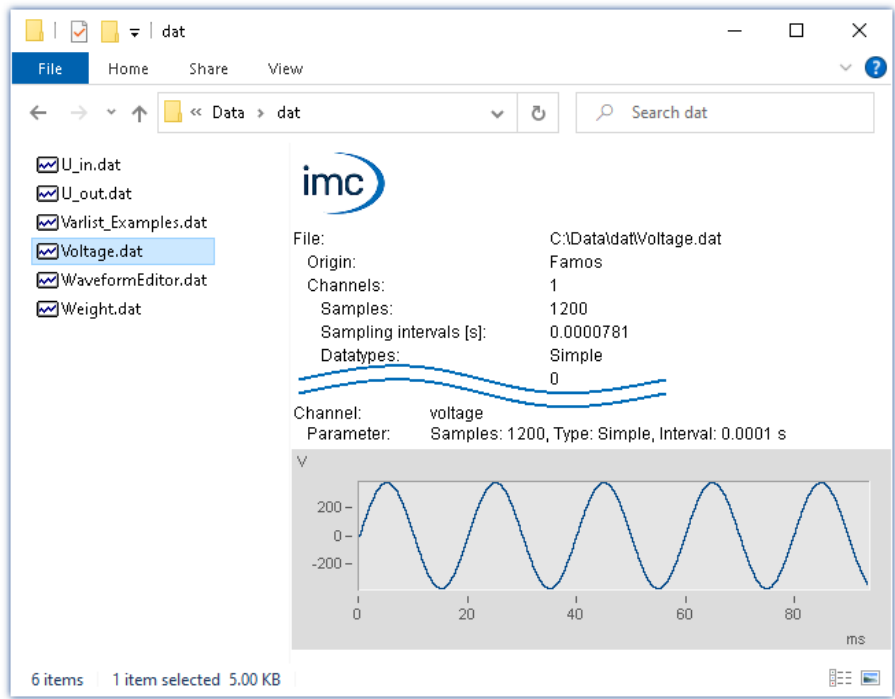 dat
File Home Share View
« Data > dat
Search dat
U_in.dat
U_out.dat
Varlist_Examples.dat
Voltage.dat
WaveformEditor.dat
Weight.dat
imc
File: C:\Data\dat\Voltage.dat
Origin: Famos
Channels: 1
Samples: 1200
Sampling intervals [s]: 0.0000781
Datatypes: Simple
0
Channel: voltage
Parameter: Samples: 1200, Type: Simple, Interval: 0.0001 s
V
200
0
-200
0 20 40 60 80
ms
6 items 1 item selected 5.00 KB